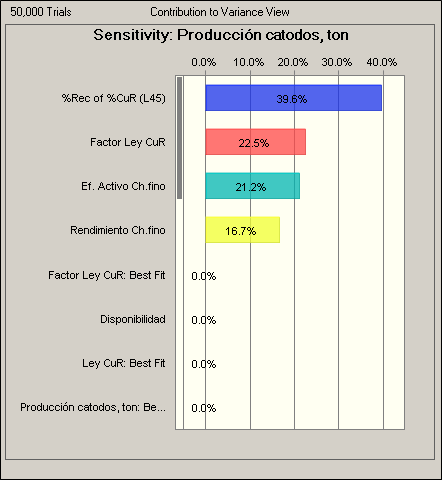 50,000 Trials Contribution to Variance View
Sensitivity: Producción catodos, ton
0.0% 10.0% 20.0% 30.0% 40.0%
%Rec of %CuR (L45) 39.6%
Factor Ley CuR 22.5%
Ef. Activo Ch.fino 21.2%
Rendimiento Ch.fino 16.7%
Factor Ley CuR: Best Fit 0.0%
Disponibilidad 0.0%
Ley CuR: Best Fit 0.0%
Producción catodos, ton: Be... 0.0%